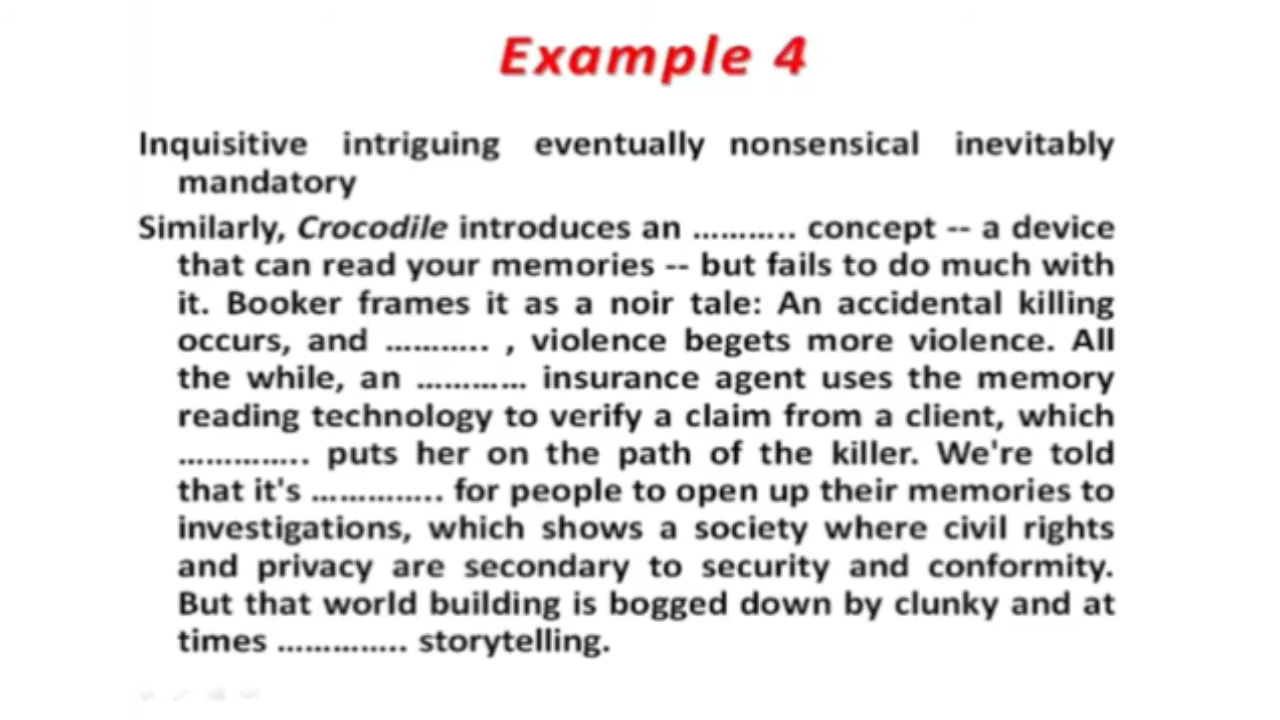 Example 4
Inquisitive intriguing eventually nonsensical inevitably
mandatory
Similarly, Crocodile introduces an ……….. concept -- a device
that can read your memories -- but fails to do much with
it. Booker frames it as a noir tale: An accidental killing
occurs, and ……….. , violence begets more violence. All
the while, an ………… insurance agent uses the memory
reading technology to verify a claim from a client, which
………….. puts her on the path of the killer. We're told
that it's ………….. for people to open up their memories to
investigations, which shows a society where civil rights
and privacy are secondary to security and conformity.
But that world building is bogged down by clunky and at
times ………….. storytelling.